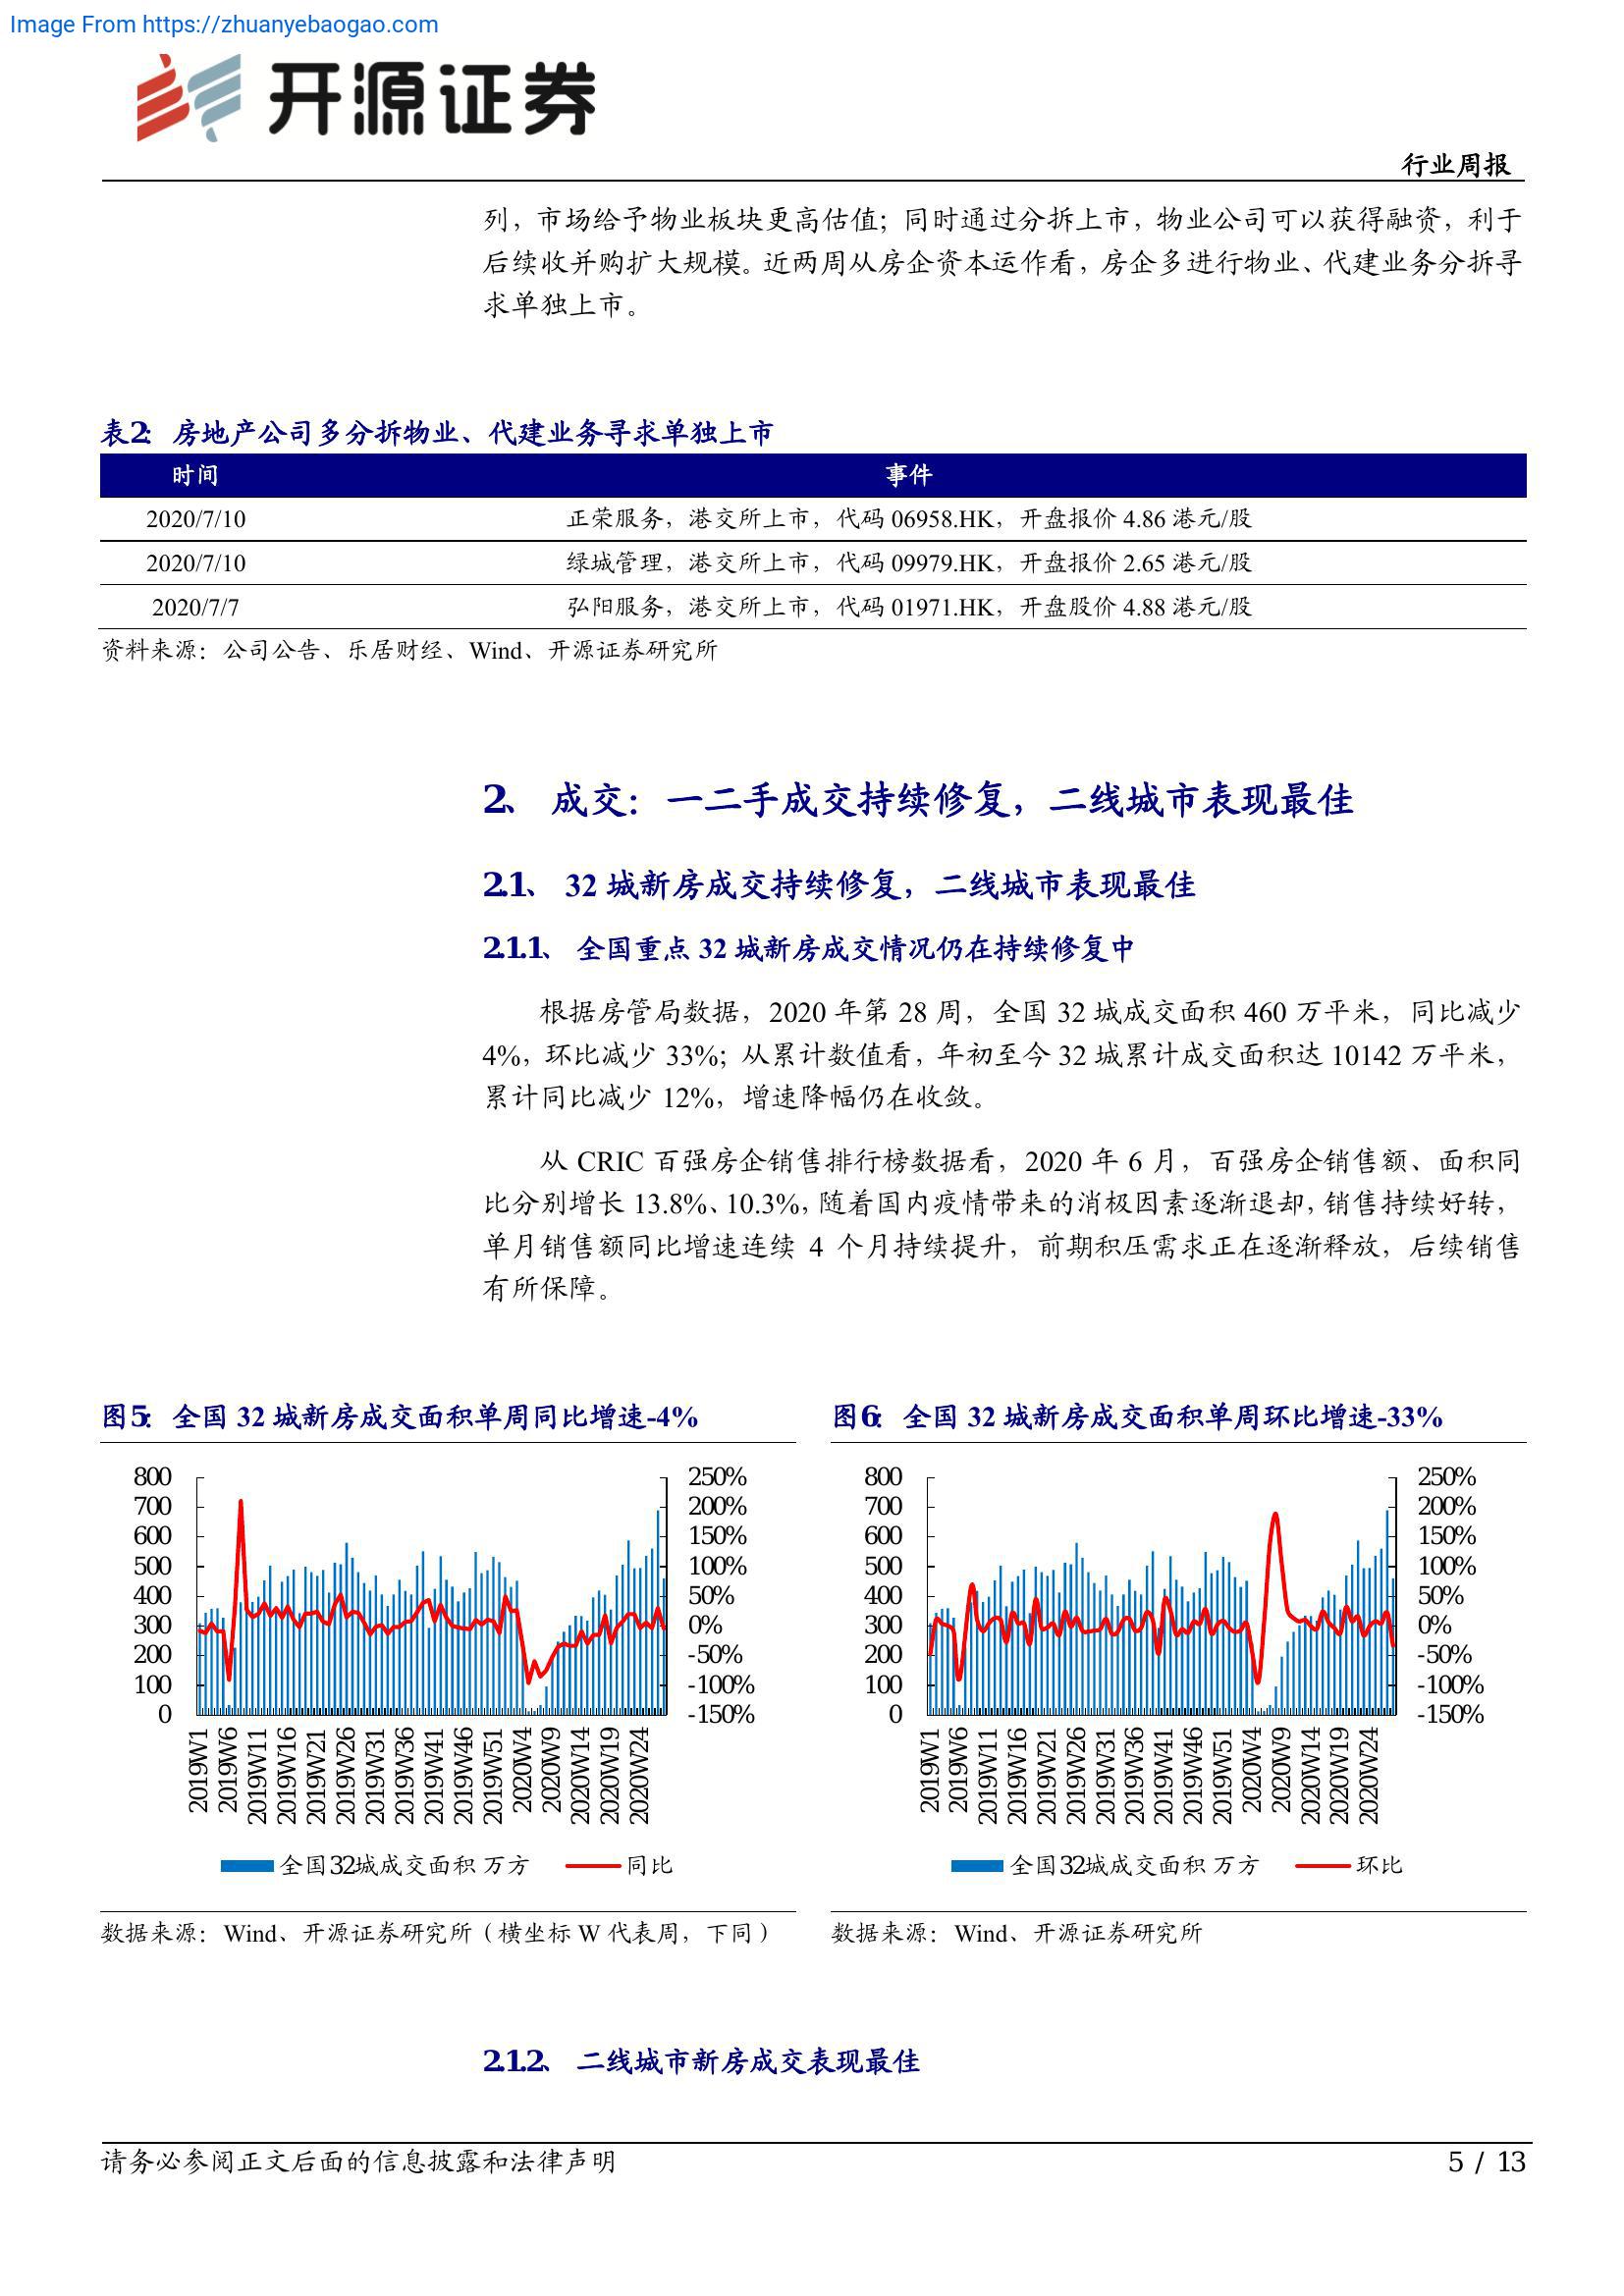 Image From https://zhuanyebaogao.com
开源证券
行业周报
列，市场给予物业板块更高估值；同时通过分拆上市，物业公司可以获得融资，利于
后续收并购扩大规模。近两周从房企资本运作看，房企多进行物业、代建业务分拆寻
求单独上市。
表2： 房地产公司多分拆物业、代建业务寻求单独上市
时间 事件
2020/7/10 正荣服务，港交所上市，代码 06958.HK，开盘报价 4.86 港元/股
2020/7/10 绿城管理，港交所上市，代码 09979.HK，开盘报价 2.65 港元/股
2020/7/7 弘阳服务，港交所上市，代码 01971.HK，开盘股价 4.88 港元/股
资料来源：公司公告、乐居财经、Wind、开源证券研究所
2、 成交：一二手成交持续修复，二线城市表现最佳
2.1、 32 城新房成交持续修复，二线城市表现最佳
2.1.1、 全国重点 32 城新房成交情况仍在持续修复中
根据房管局数据，2020 年第 28 周，全国 32 城成交面积 460 万平米，同比减少
4%，环比减少 33%；从累计数值看，年初至今 32 城累计成交面积达 10142 万平米，
累计同比减少 12%，增速降幅仍在收敛。
从 CRIC 百强房企销售排行榜数据看，2020 年 6 月，百强房企销售额、面积同
比分别增长 13.8%、10.3%，随着国内疫情带来的消极因素逐渐退却，销售持续好转，
单月销售额同比增速连续 4 个月持续提升，前期积压需求正在逐渐释放，后续销售
有所保障。
图5： 全国 32 城新房成交面积单周同比增速-4%
800
700
600
500
400
300
200
100
0
250%
200%
150%
100%
50%
0%
-50%
-100%
-150%
2019W1
2019W6
2019W11
2019W16
2019W21
2019W26
2019W31
2019W36
2019W41
2019W46
2019W51
2020W4
2020W9
2020W14
2020W19
2020W24
全国32城成交面积 万方 同比
数据来源：Wind、开源证券研究所（横坐标 W 代表周，下同）
图6： 全国 32 城新房成交面积单周环比增速-33%
800
700
600
500
400
300
200
100
0
250%
200%
150%
100%
50%
0%
-50%
-100%
-150%
2019W1
2019W6
2019W11
2019W16
2019W21
2019W26
2019W31
2019W36
2019W41
2019W46
2019W51
2020W4
2020W9
2020W14
2020W19
2020W24
全国32城成交面积 万方 环比
数据来源：Wind、开源证券研究所
2.1.2、 二线城市新房成交表现最佳
请务必参阅正文后面的信息披露和法律声明
5 / 13